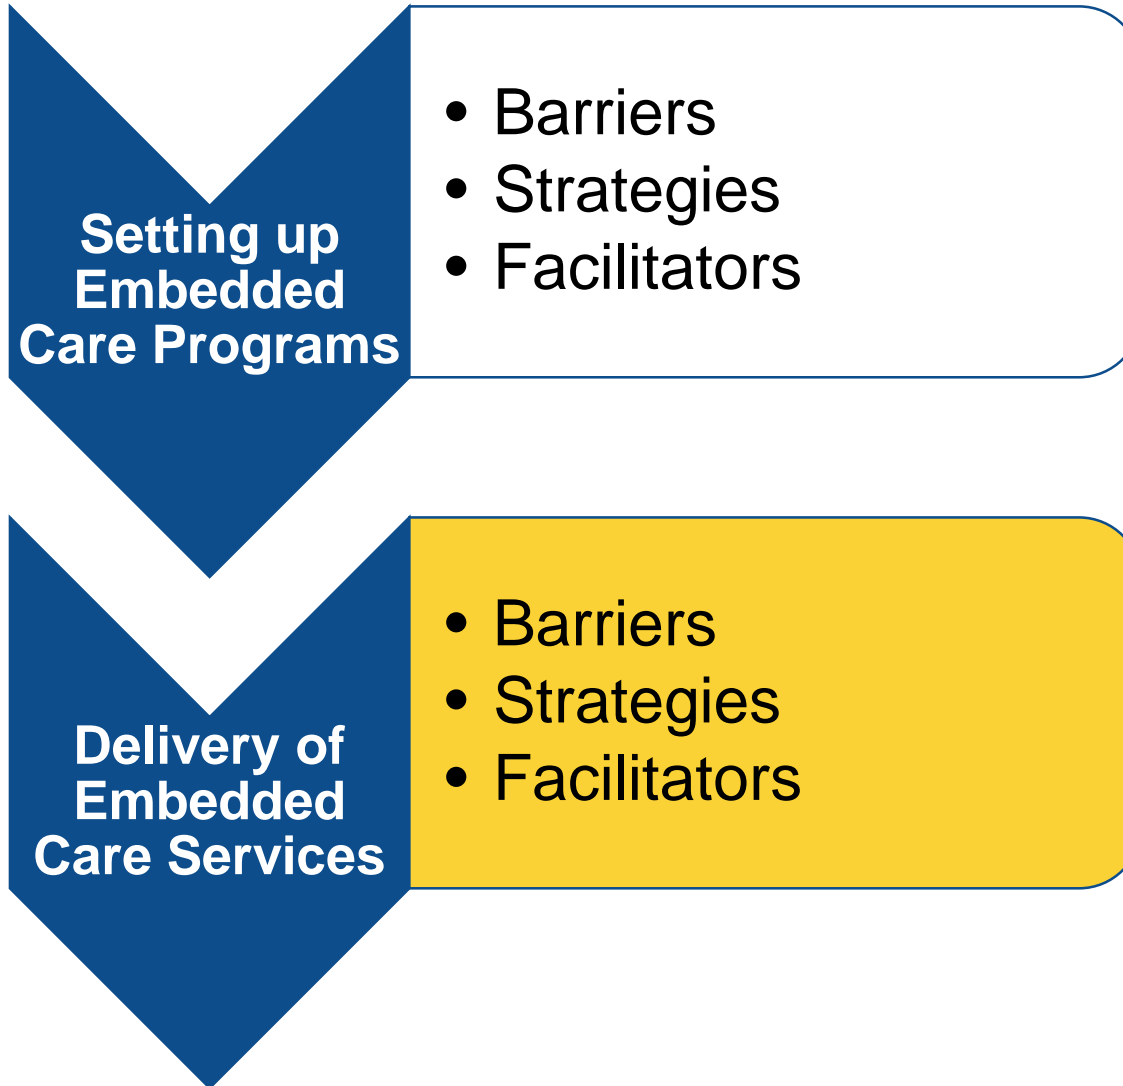 Setting up
Embedded
Care Programs
• Barriers
• Strategies
• Facilitators
Delivery of
Embedded
Care Services
• Barriers
• Strategies
• Facilitators